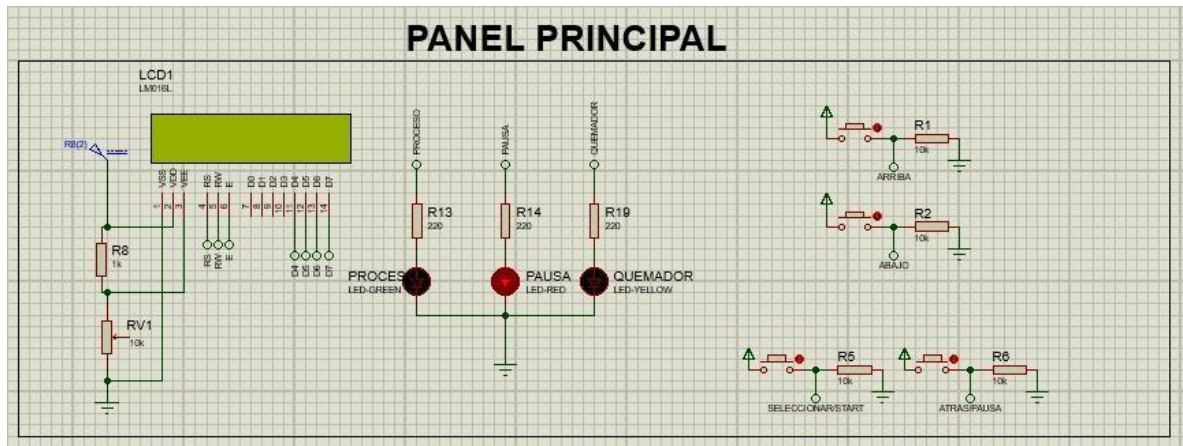 PANEL PRINCIPAL
LCD1
LM016L
R8(2)
VSS
VDD
VEE
RS
RW
E
D0
D1
D2
D3
D4
D5
D6
D7
1
2
3
4
5
6
7
8
9
10
11
12
13
14
RS
RW
E
D4
D5
D6
D7
R8
1k
RV1
10k
PROCESO
PAUSA
QUEMADOR
R13
220
R14
220
R19
220
PROCES
LED-GREEN
PAUSA
LED-RED
QUEMADOR
LED-YELLOW
R1
10k
ARRIBA
R2
10k
ABAJO
R5
10k
SELECCIONAR/START
R6
10k
ATRAS/PAUSA